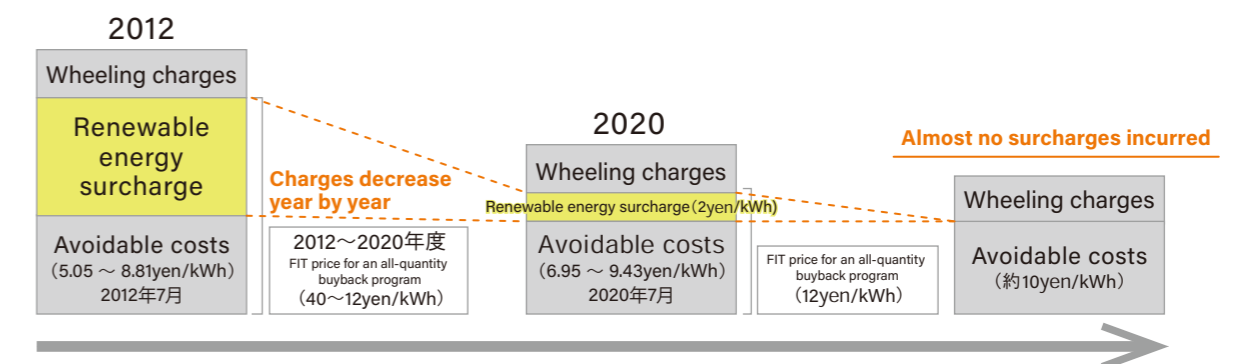 2012
Wheeling charges
Renewable
energy
surcharge
Avoidable costs
(5.05 ～ 8.81yen/kWh)
2012年7月
Charges decrease
year by year
2012～2020年度
FIT price for an all-quantity
buyback program
(40～12yen/kWh)
2020
Wheeling charges
Renewable energy surcharge(2yen/kWh)
Avoidable costs
(6.95 ～ 9.43yen/kWh)
2020年7月
FIT price for an all-quantity
buyback program
(12yen/kWh)
Almost no surcharges incurred
Wheeling charges
Avoidable costs
(約10yen/kWh)